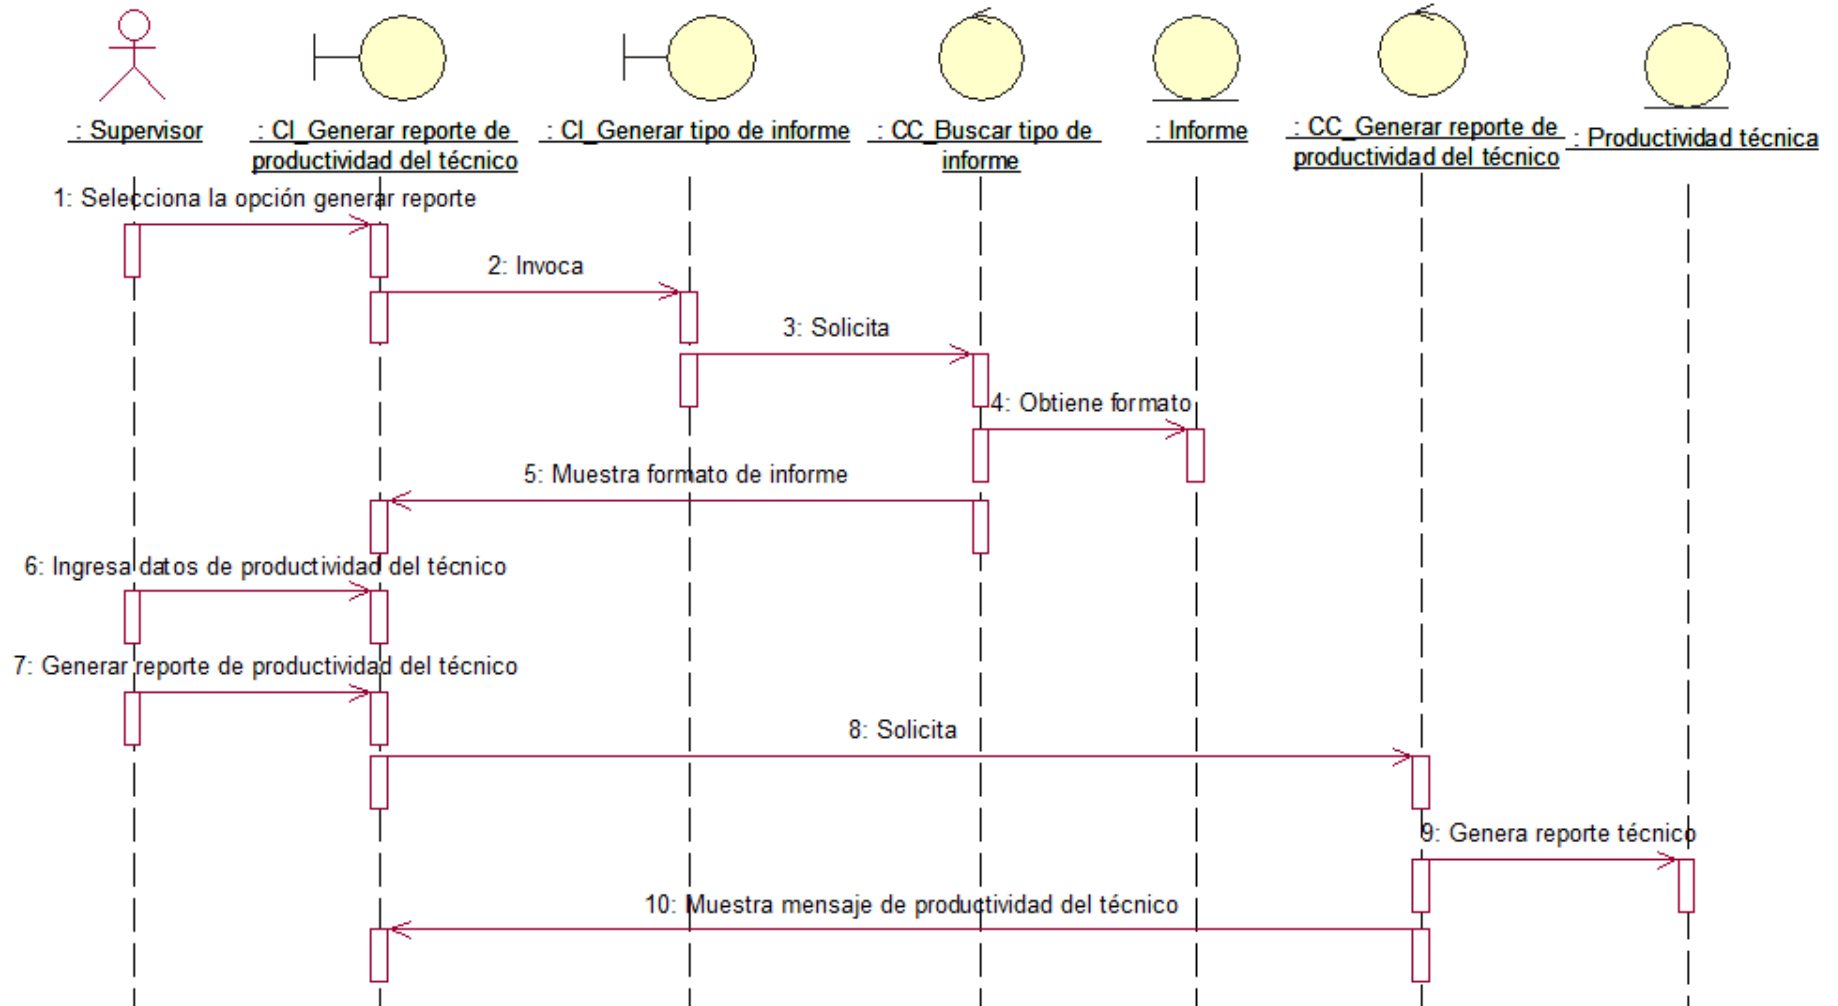 : Supervisor
: CI_Generar reporte de
productividad del técnico
: CI_Generar tipo de informe
: CC_Buscar tipo de
informe
: Informe
: CC_Generar reporte de
productividad del técnico
: Productividad técnica
1: Selecciona la opción generar reporte
2: Invoca
3: Solicita
4: Obtiene formato
5: Muestra formato de informe
6: Ingresa datos de productividad del técnico
7: Generar reporte de productividad del técnico
8: Solicita
9: Genera reporte técnico
10: Muestra mensaje de productividad del técnico